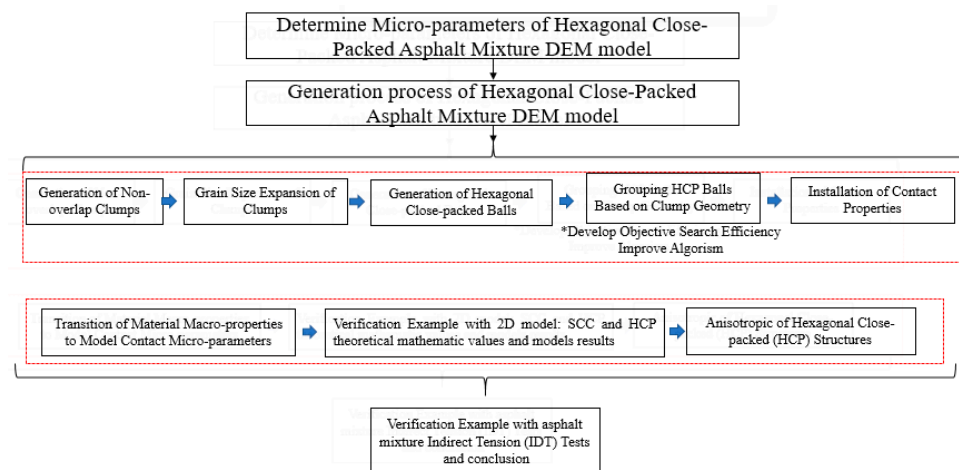 Determine Micro-parameters of Hexagonal Close-
Packed Asphalt Mixture DEM model
Generation process of Hexagonal Close-Packed
Asphalt Mixture DEM model
Generation of Non-
overlap Clumps
Grain Size Expansion of
Clumps
Generation of Hexagonal
Close-packed Balls
Grouping HCP Balls
Based on Clump Geometry
Installation of Contact
Properties
*Develop Objective Search Efficiency
Improve Algorism
Transition of Material Macro-properties
to Model Contact Micro-parameters
Verification Example with 2D model: SCC and HCP
theoretical mathematic values and models results
Anisotropic of Hexagonal Close-
packed (HCP) Structures
Verification Example with asphalt
mixture Indirect Tension (IDT) Tests
and conclusion